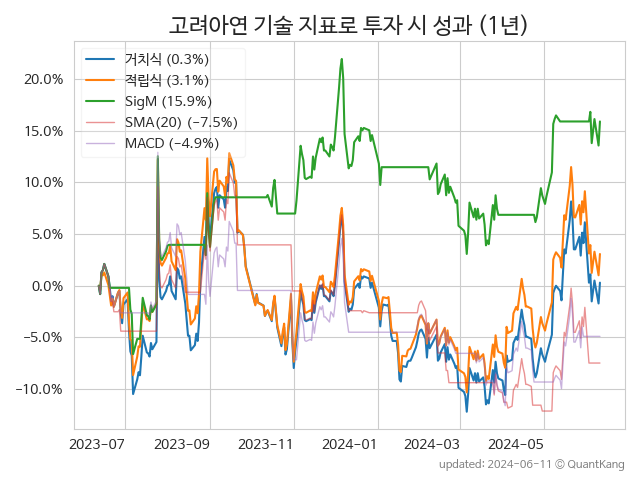 고려아연 기술 지표로 투자 시 성과 (1년)
거치식 (0.3%)
적립식 (3.1%)
SigM (15.9%)
SMA(20) (−7.5%)
MACD (−4.9%)
20.0%
15.0%
10.0%
5.0%
0.0%
−5.0%
−10.0%
2023-07 2023-09 2023-11 2024-01 2024-03 2024-05
updated: 2024-06-11 ⓒ QuantKang